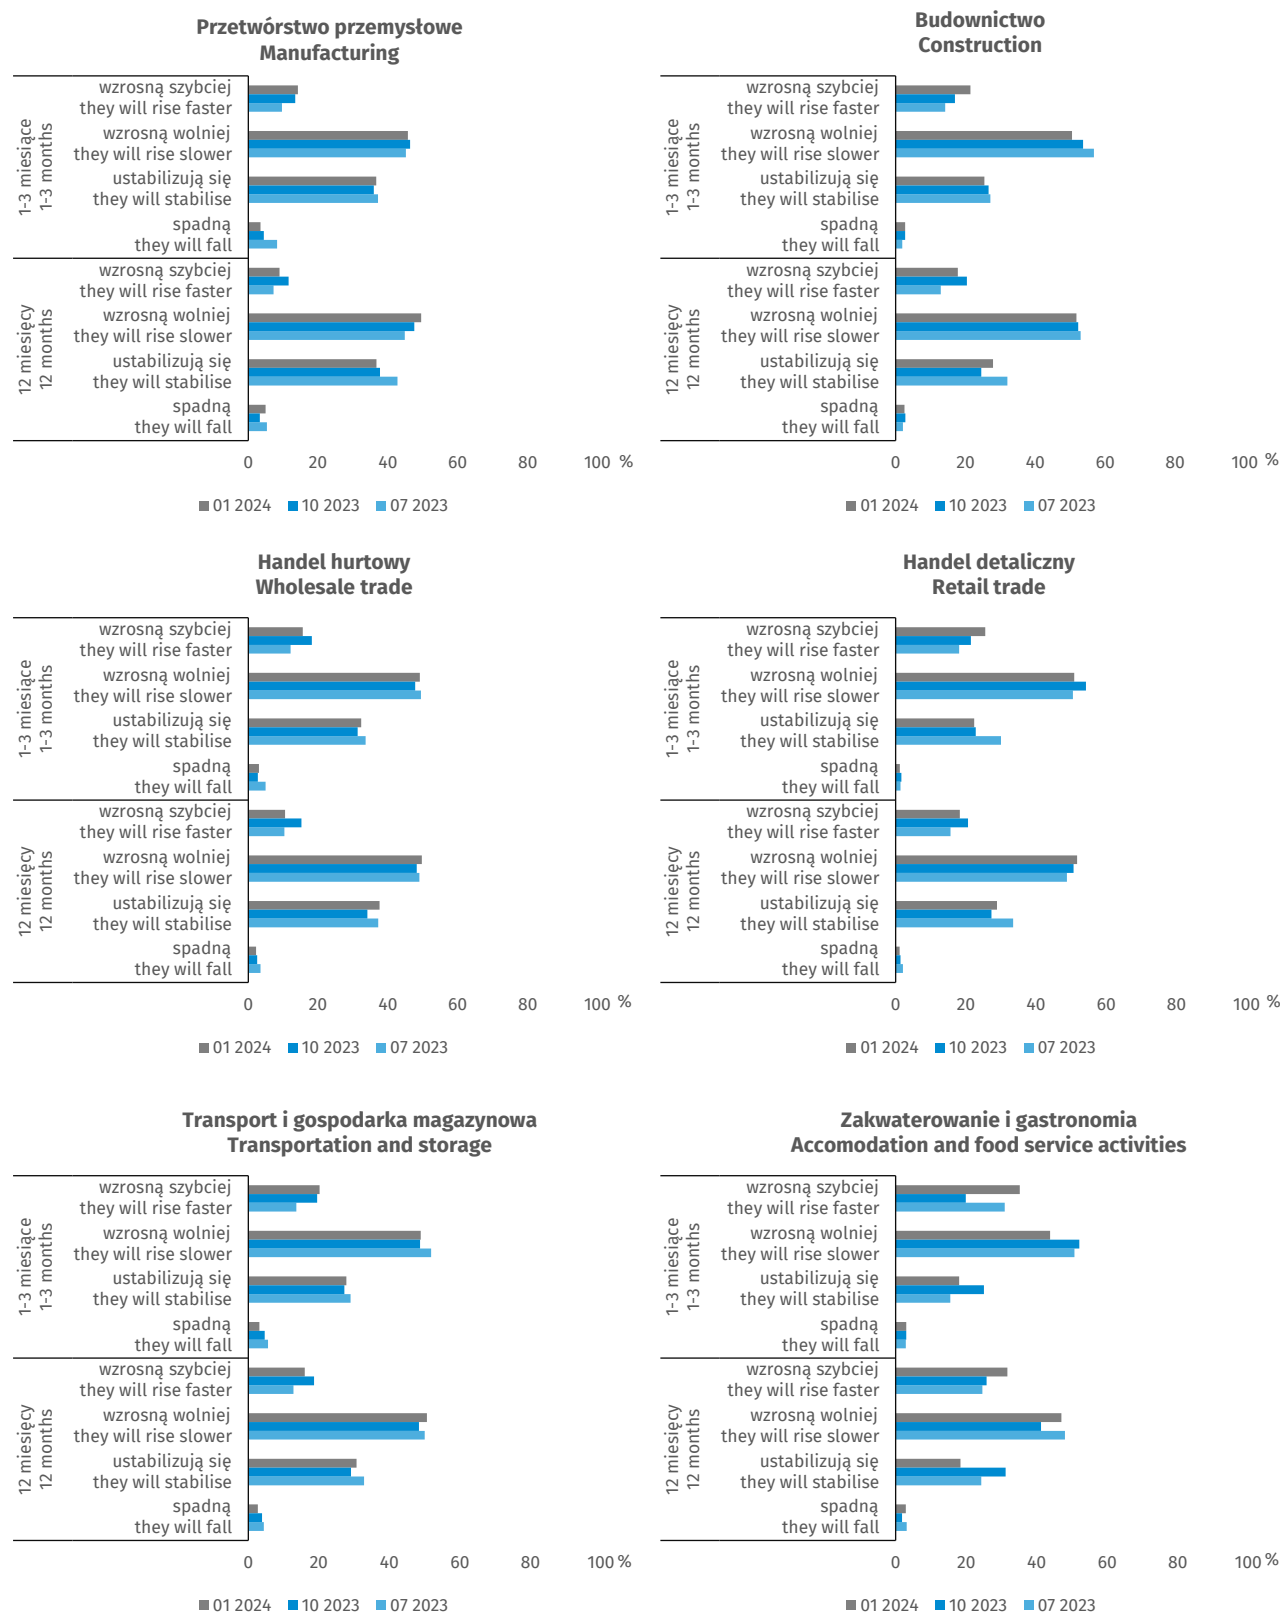 Przetwórstwo przemysłowe
Manufacturing
1-3 miesiące
1-3 months
wzrosną szybciej
they will rise faster
wzrosną wolniej
they will rise slower
ustabilizują się
they will stabilise
spadną
they will fall
12 miesięcy
12 months
wzrosną szybciej
they will rise faster
wzrosną wolniej
they will rise slower
ustabilizują się
they will stabilise
spadną
they will fall
0 20 40 60 80 100 %
01 2024 10 2023 07 2023
Budownictwo
Construction
1-3 miesiące
1-3 months
wzrosną szybciej
they will rise faster
wzrosną wolniej
they will rise slower
ustabilizują się
they will stabilise
spadną
they will fall
12 miesięcy
12 months
wzrosną szybciej
they will rise faster
wzrosną wolniej
they will rise slower
ustabilizują się
they will stabilise
spadną
they will fall
0 20 40 60 80 100 %
01 2024 10 2023 07 2023
Handel hurtowy
Wholesale trade
1-3 miesiące
1-3 months
wzrosną szybciej
they will rise faster
wzrosną wolniej
they will rise slower
ustabilizują się
they will stabilise
spadną
they will fall
12 miesięcy
12 months
wzrosną szybciej
they will rise faster
wzrosną wolniej
they will rise slower
ustabilizują się
they will stabilise
spadną
they will fall
0 20 40 60 80 100 %
01 2024 10 2023 07 2023
Handel detaliczny
Retail trade
1-3 miesiące
1-3 months
wzrosną szybciej
they will rise faster
wzrosną wolniej
they will rise slower
ustabilizują się
they will stabilise
spadną
they will fall
12 miesięcy
12 months
wzrosną szybciej
they will rise faster
wzrosną wolniej
they will rise slower
ustabilizują się
they will stabilise
spadną
they will fall
0 20 40 60 80 100 %
01 2024 10 2023 07 2023
Transport i gospodarka magazynowa
Transportation and storage
1-3 miesiące
1-3 months
wzrosną szybciej
they will rise faster
wzrosną wolniej
they will rise slower
ustabilizują się
they will stabilise
spadną
they will fall
12 miesięcy
12 months
wzrosną szybciej
they will rise faster
wzrosną wolniej
they will rise slower
ustabilizują się
they will stabilise
spadną
they will fall
0 20 40 60 80 100 %
01 2024 10 2023 07 2023
Zakwaterowanie i gastronomia
Accomodation and food service activities
1-3 miesiące
1-3 months
wzrosną szybciej
they will rise faster
wzrosną wolniej
they will rise slower
ustabilizują się
they will stabilise
spadną
they will fall
12 miesięcy
12 months
wzrosną szybciej
they will rise faster
wzrosną wolniej
they will rise slower
ustabilizują się
they will stabilise
spadną
they will fall
0 20 40 60 80 100 %
01 2024 10 2023 07 2023